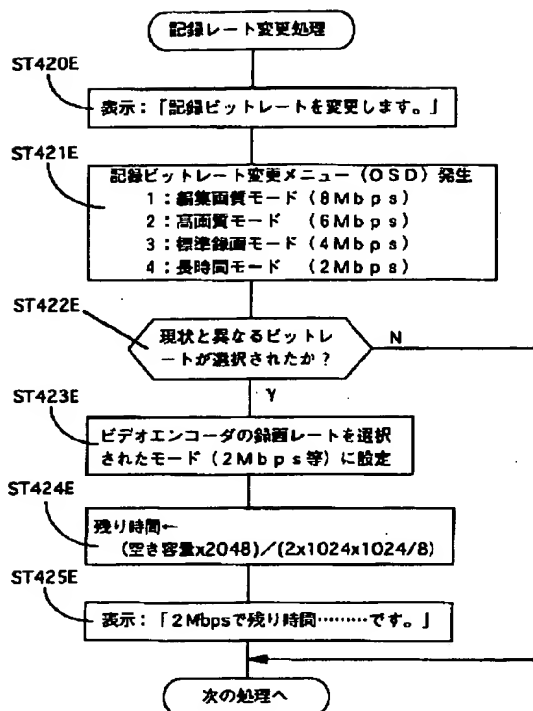 記録レート変更処理
ST420E
表示：「記録ビットレートを変更します。」
ST421E
記録ビットレート変更メニュー（OSD）発生
1：編集画質モード（8Mbps）
2：高画質モード （6Mbps）
3：標準録画モード（4Mbps）
4：長時間モード （2Mbps）
ST422E
現状と異なるビットレ
ートが選択されたか？
N
Y
ST423E
ビデオエンコーダの録画レートを選択
されたモード（2Mbps等）に設定
ST424E
残り時間←
（空き容量x2048)／(2x1024x1024/8)
ST425E
表示：「2Mbpsで残り時間………です。」
次の処理へ